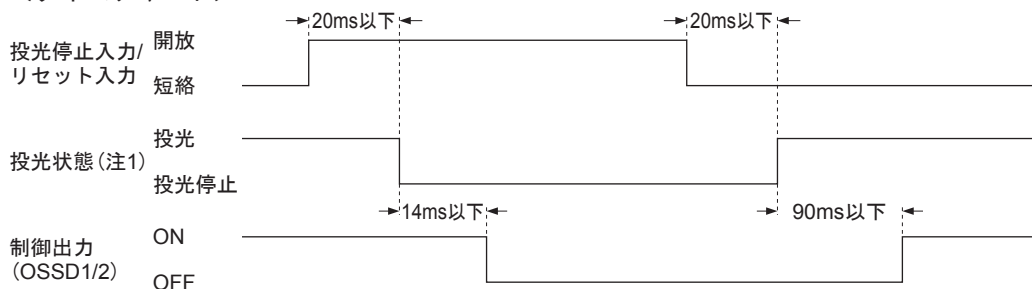 20ms以下
20ms以下
投光停止入力/
リセット入力
開放
短絡
投光状態(注1)
投光
投光停止
14ms以下
90ms以下
制御出力
(OSSD1/2)
ON
OFF